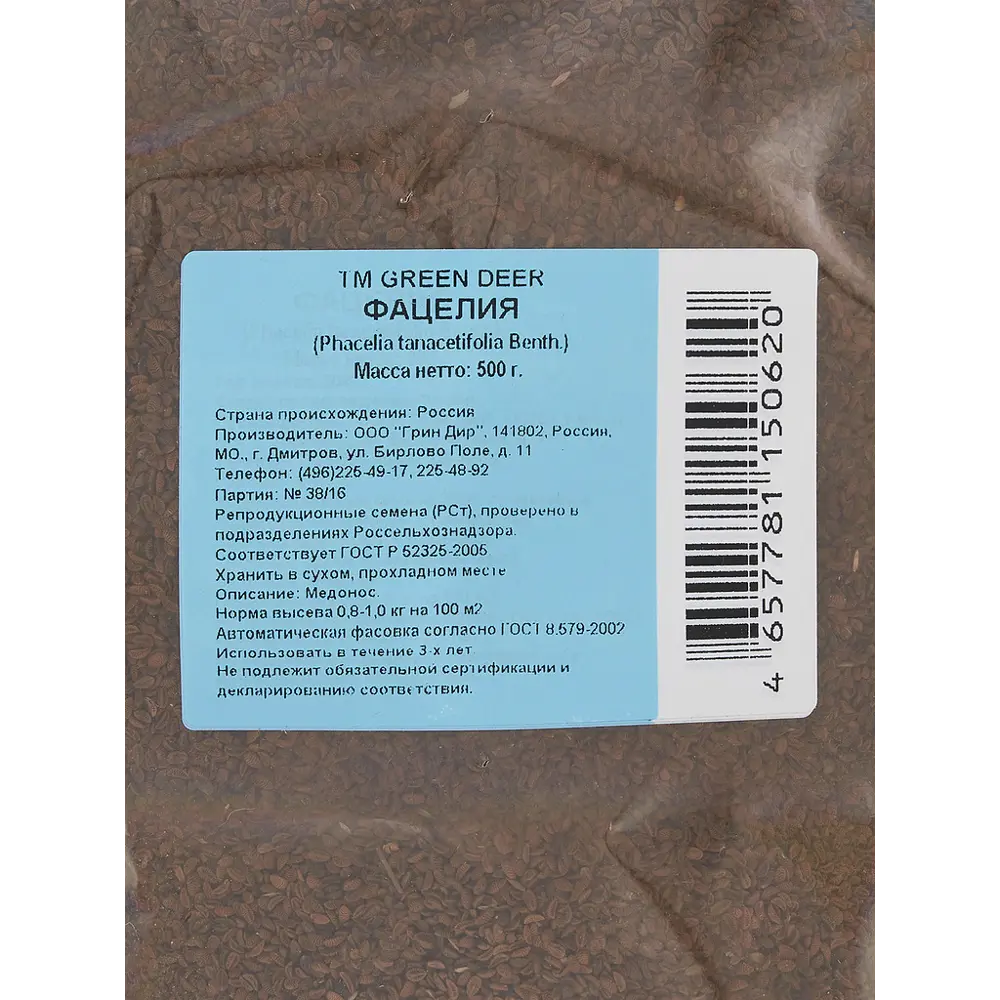 TM GREEN DEER
ФАЦЕЛИЯ
(Phacelia tanacetifolia Benth.)
Масса нетто: 500 г.
Страна происхождения: Россия
Производитель: ООО "Грин Дир", 141802, Россия,
МО., г. Дмитров, ул. Бирлово Поле, д. 11
Телефон: (496)225-49-17, 225-48-92
Партия: № 38/16
Репродукционные семена (РСт), проверено в
подразделениях Россельхознадзора.
Соответствует ГОСТ Р 52325-2005
Хранить в сухом, прохладном месте
Описание: Медонос.
Норма высева 0,8-1,0 кг на 100 м2
Автоматическая фасовка согласно ГОСТ 8.579-2002
Использовать в течение 3-х лет.
Не подлежит обязательной сертификации и
декларированию соответствия.
4 657781 150620